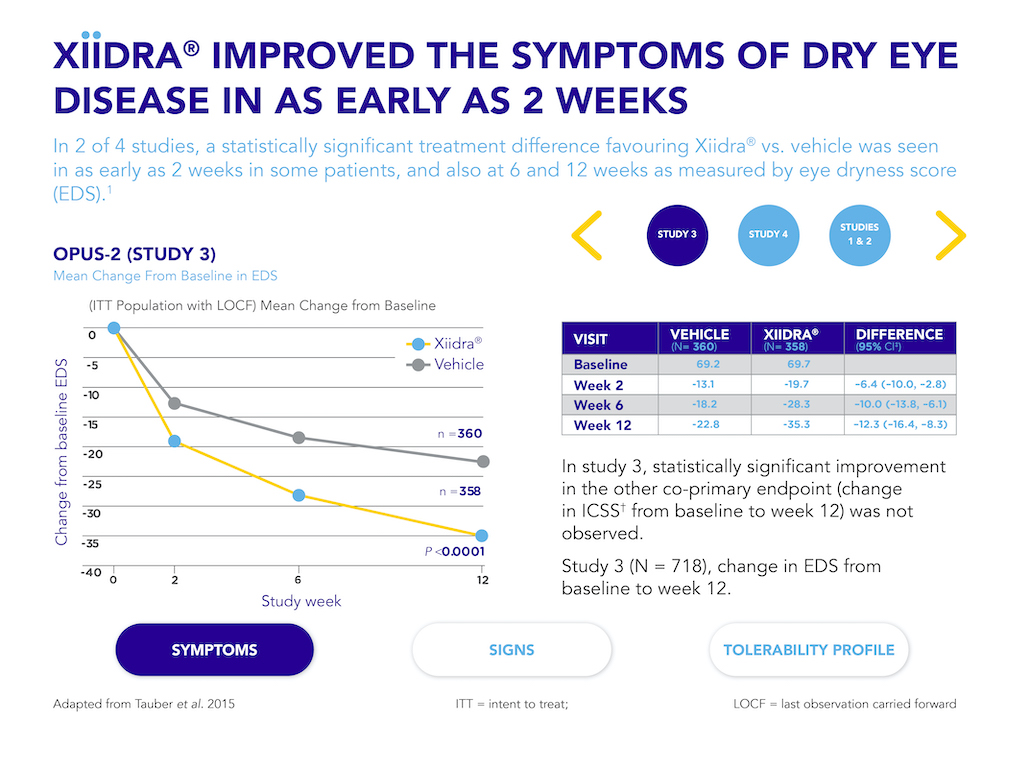 XÏÏDRA® IMPROVED THE SYMPTOMS OF DRY EYE
DISEASE IN AS EARLY AS 2 WEEKS
In 2 of 4 studies, a statistically significant treatment difference favouring Xiidra® vs. vehicle was seen
in as early as 2 weeks in some patients, and also at 6 and 12 weeks as measured by eye dryness score
(EDS).¹
STUDY 3
STUDY 4
STUDIES
1 & 2
OPUS-2 (STUDY 3)
Mean Change From Baseline in EDS
(ITT Population with LOCF) Mean Change from Baseline
Change from baseline EDS
0
-5
-10
-15
-20
-25
-30
-35
-40
Xiidra®
Vehicle
n =360
n =358
P <0.0001
0 2 6 12
Study week
VISIT VEHICLE (N= 360) XIIDRA® (N= 358) DIFFERENCE (95% CI‡)
Baseline 69.2 69.7
Week 2 -13.1 -19.7 -6.4 (-10.0, -2.8)
Week 6 -18.2 -28.3 -10.0 (-13.8, -6.1)
Week 12 -22.8 -35.3 -12.3 (-16.4, -8.3)
In study 3, statistically significant improvement
in the other co-primary endpoint (change
in ICSS† from baseline to week 12) was not
observed.
Study 3 (N = 718), change in EDS from
baseline to week 12.
SYMPTOMS
SIGNS
TOLERABILITY PROFILE
Adapted from Tauber et al. 2015
ITT = intent to treat;
LOCF = last observation carried forward